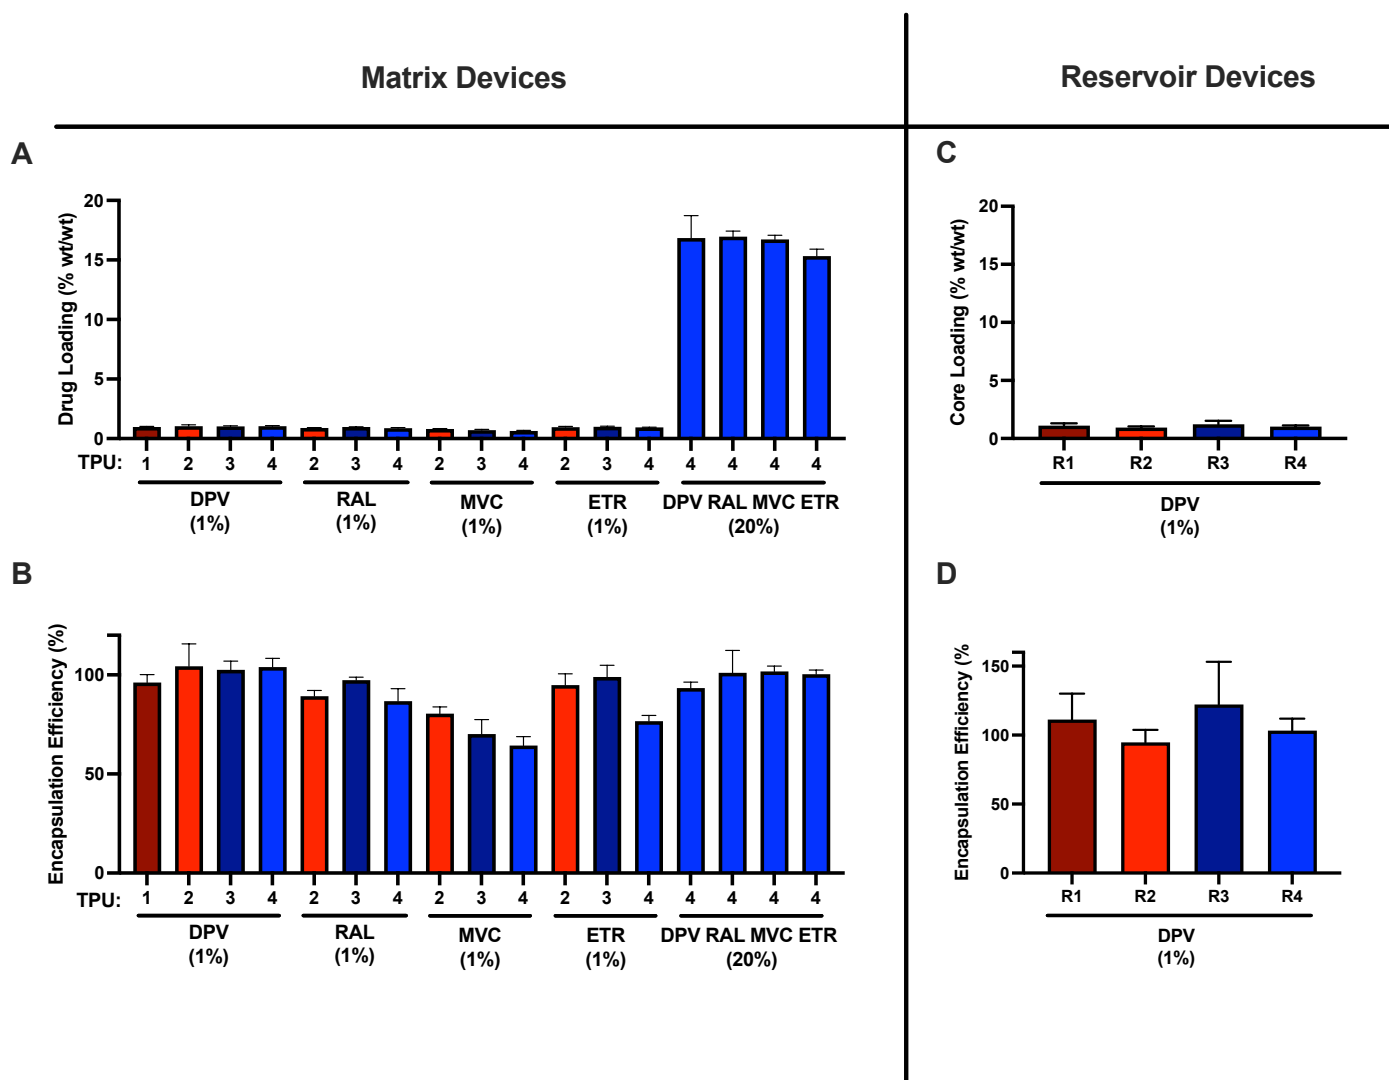 Matrix Devices
Reservoir Devices
A
Drug Loading (% wt/wt)
20
15
10
5
0
TPU: 1 2 3 4 2 3 4 2 3 4 2 3 4 4 4 4 4
DPV RAL MVC ETR DPV RAL MVC ETR
(1%) (1%) (1%) (1%) (20%)
B
Encapsulation Efficiency (%)
100
50
0
TPU: 1 2 3 4 2 3 4 2 3 4 2 3 4 4 4 4 4
DPV RAL MVC ETR DPV RAL MVC ETR
(1%) (1%) (1%) (1%) (20%)
C
Core Loading (% wt/wt)
20
15
10
5
0
R1 R2 R3 R4
DPV
(1%)
D
Encapsulation Efficiency (%
150
100
50
0
R1 R2 R3 R4
DPV
(1%)